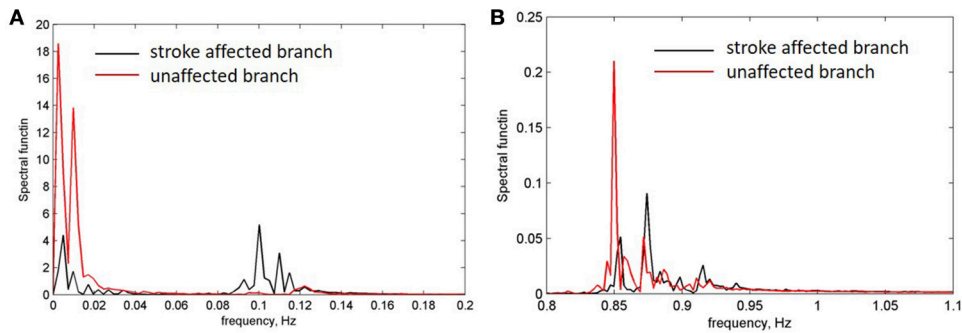 A
stroke affected branch
unaffected branch
Spectral functin
20
18
16
14
12
10
8
6
4
2
0
0 0.02 0.04 0.06 0.08 0.1 0.12 0.14 0.16 0.18 0.2
frequency, Hz
B
stroke affected branch
unaffected branch
Spectral functin
0.25
0.2
0.15
0.1
0.05
0
0.8 0.85 0.9 0.95 1 1.05 1.1
frequency, Hz